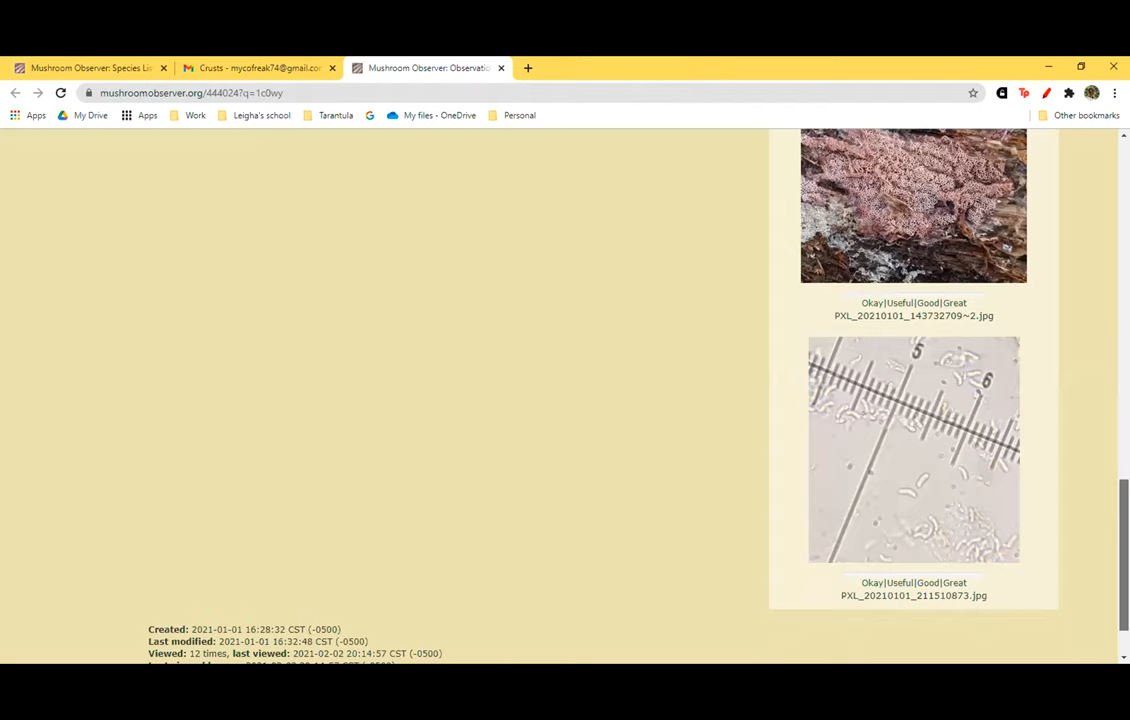 Mushroom Observer: Species Lis
Crusts - mycofreak74@gmail.co
Mushroom Observer: Observatio
mushroomobserver.org/444024?q=1c0wy
Tp
Apps
My Drive
Apps
Work
Leigha's school
Tarantula
G
My files - OneDrive
Personal
Other bookmarks
Okay|Useful|Good|Great
PXL_20210101_143732709~2.jpg
5
6
Okay|Useful|Good|Great
PXL_20210101_211510873.jpg
Created: 2021-01-01 16:28:32 CST (-0500)
Last modified: 2021-01-01 16:32:48 CST (-0500)
Viewed: 12 times, last viewed: 2021-02-02 20:14:57 CST (-0500)